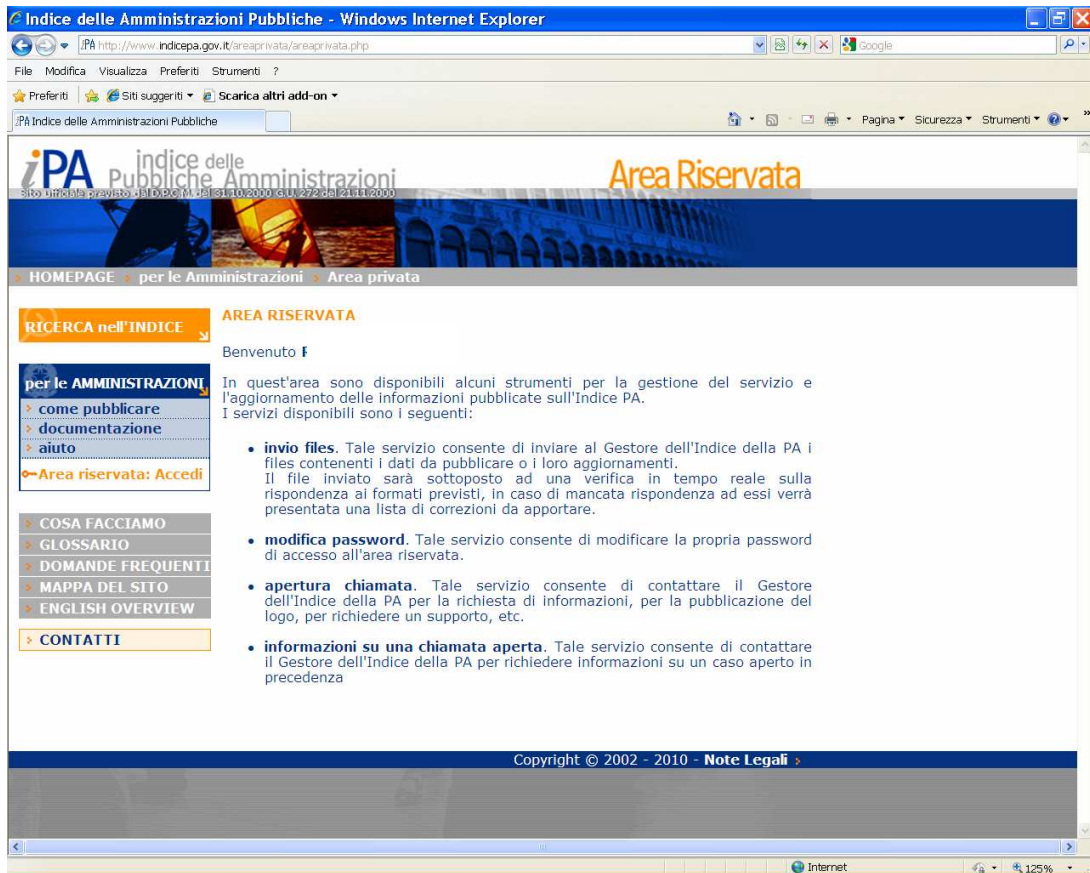 Indice delle Amministrazioni Pubbliche - Windows Internet Explorer
iPA http://www.indicepa.gov.it/areaprivata/areaprivata.php
Google
File Modifica Visualizza Preferiti Strumenti ?
Preferiti Siti suggeriti Scarica altri add-on
iPA Indice delle Amministrazioni Pubbliche
Pagina Sicurezza Strumenti »
iPA indice delle
Pubbliche Amministrazioni
Area Riservata
Sito ufficiale previsto dal D.P.C.M. del 31.10.2000 G.U. 272 del 21.11.2000
HOMEPAGE per le Amministrazioni Area privata
RICERCA nell'INDICE
per le AMMINISTRAZIONI
come pubblicare
documentazione
aiuto
Area riservata: Accedi
COSA FACCIAMO
GLOSSARIO
DOMANDE FREQUENTI
MAPPA DEL SITO
ENGLISH OVERVIEW
CONTATTI
AREA RISERVATA
Benvenuto
In quest'area sono disponibili alcuni strumenti per la gestione del servizio e
l'aggiornamento delle informazioni pubblicate sull'Indice PA.
I servizi disponibili sono i seguenti:
• invio files. Tale servizio consente di inviare al Gestore dell'Indice della PA i
files contenenti i dati da pubblicare o i loro aggiornamenti.
Il file inviato sarà sottoposto ad una verifica in tempo reale sulla
rispondenza ai formati previsti, in caso di mancata rispondenza ad essi verrà
presentata una lista di correzioni da apportare.
• modifica password. Tale servizio consente di modificare la propria password
di accesso all'area riservata.
• apertura chiamata. Tale servizio consente di contattare il Gestore
dell'Indice della PA per la richiesta di informazioni, per la pubblicazione del
logo, per richiedere un supporto, etc.
• informazioni su una chiamata aperta. Tale servizio consente di contattare
il Gestore dell'Indice della PA per richiedere informazioni su un caso aperto in
precedenza
Copyright © 2002 - 2010 - Note Legali
Internet
125%